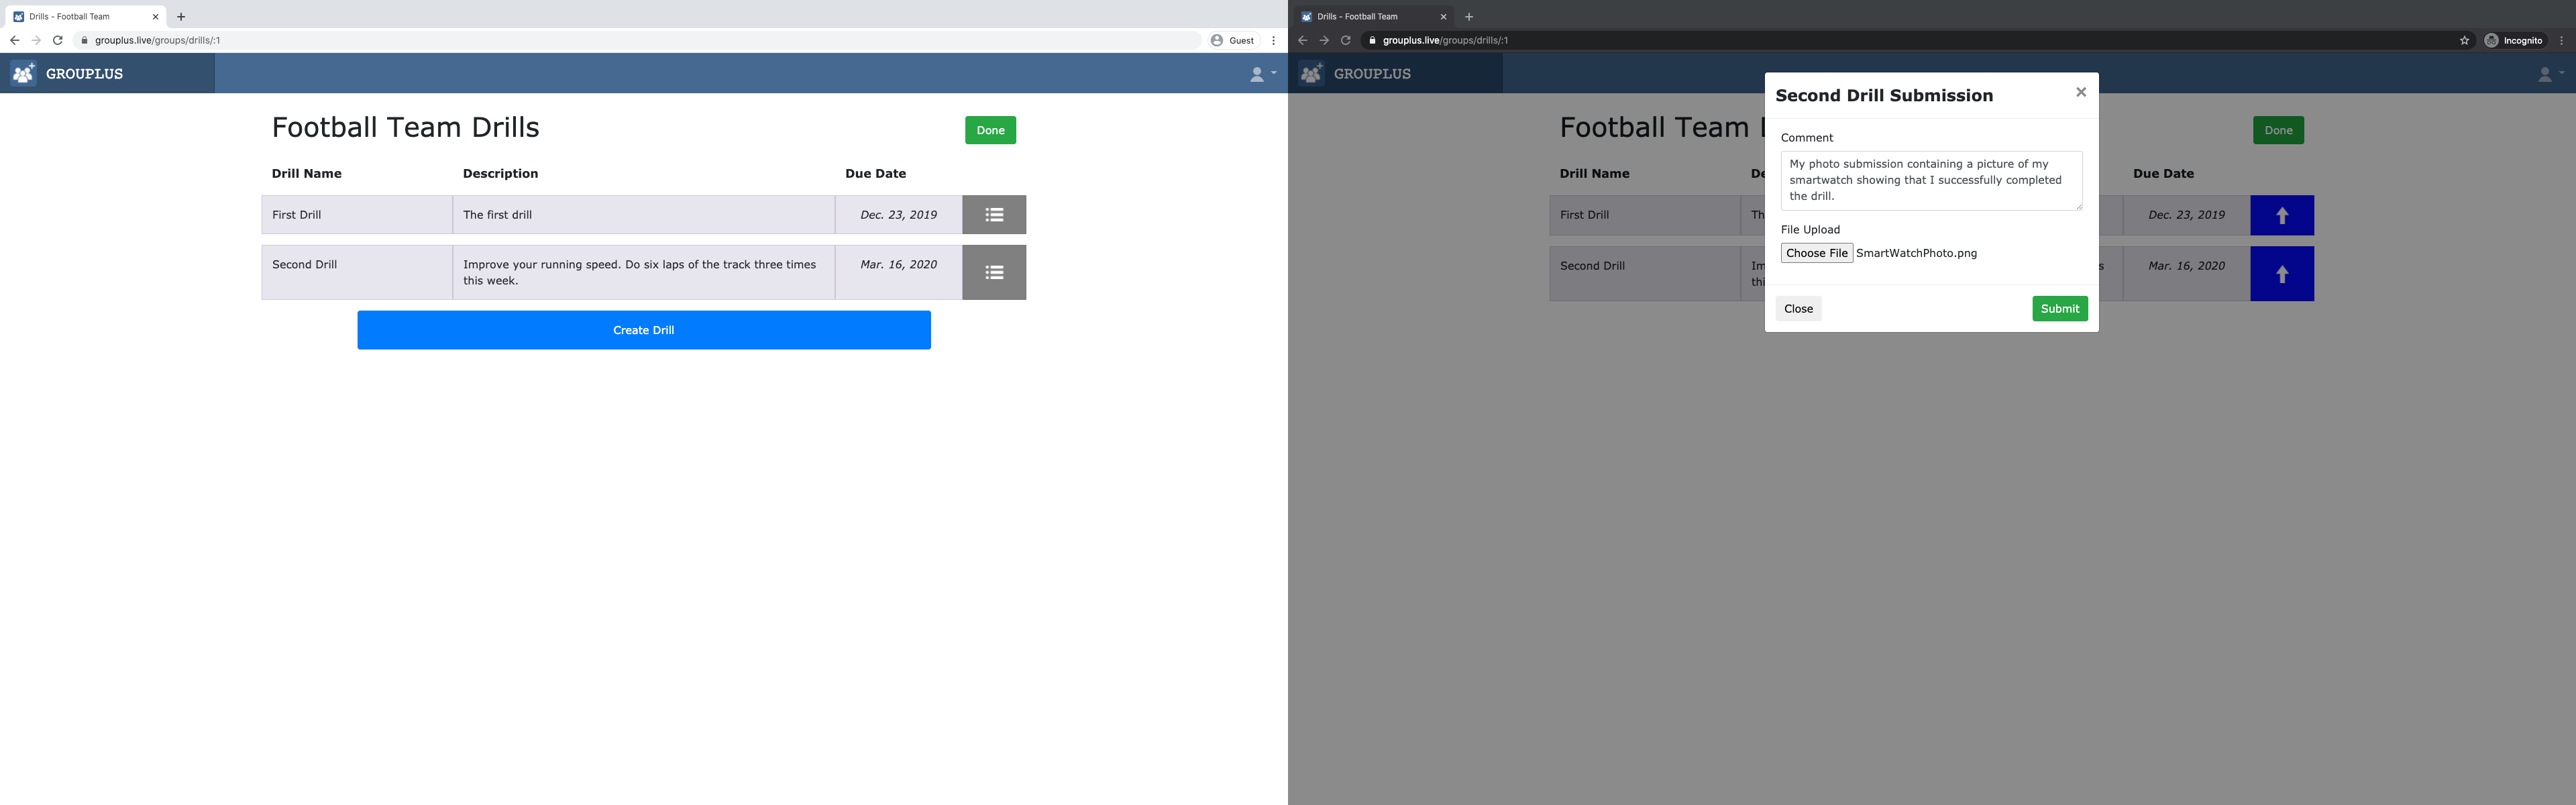 Drills - Football Team
grouplus.live/groups/drills/:1
Guest
GROUPLUS
Football Team Drills
Done
Drill Name Description Due Date
First Drill The first drill Dec. 23, 2019
Second Drill Improve your running speed. Do six laps of the track three times Mar. 16, 2020
this week.
Create Drill
Drills - Football Team
grouplus.live/groups/drills/:1
Incognito
GROUPLUS
Football Team
Done
Drill Name De Due Date
First Drill Th Dec. 23, 2019
Second Drill Im s Mar. 16, 2020
thi
Second Drill Submission
Comment
My photo submission containing a picture of my
smartwatch showing that I successfully completed
the drill.
File Upload
Choose File SmartWatchPhoto.png
Close Submit